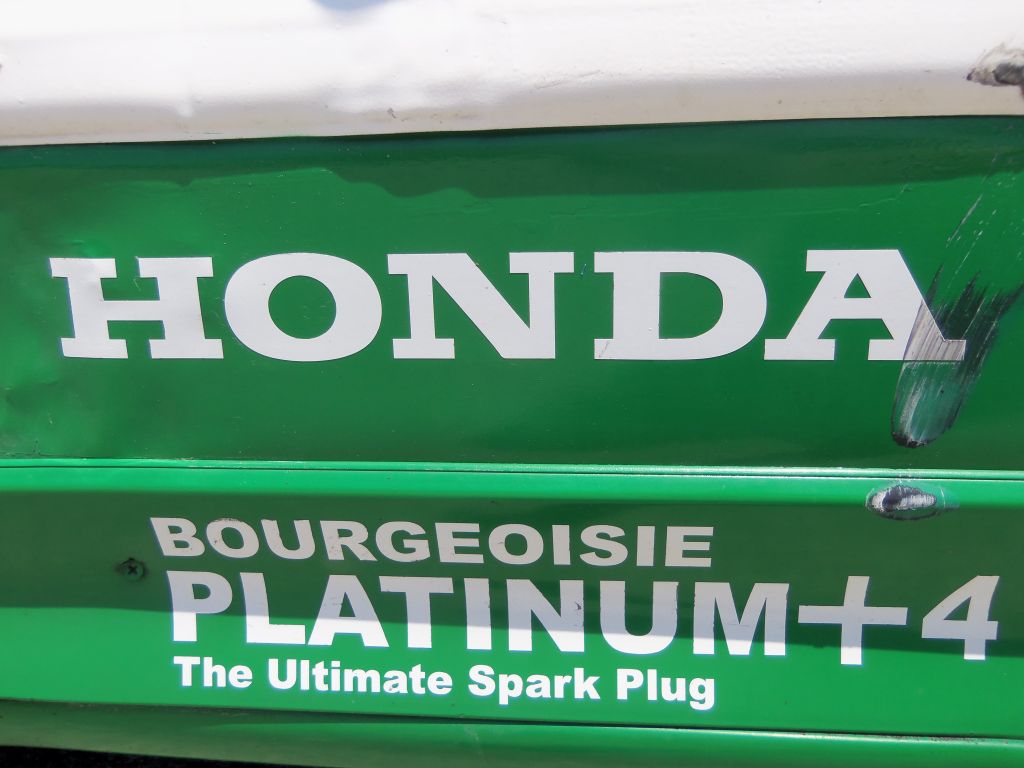 HONDA
BOURGEOISIE
PLATINUM+4
The Ultimate Spark Plug